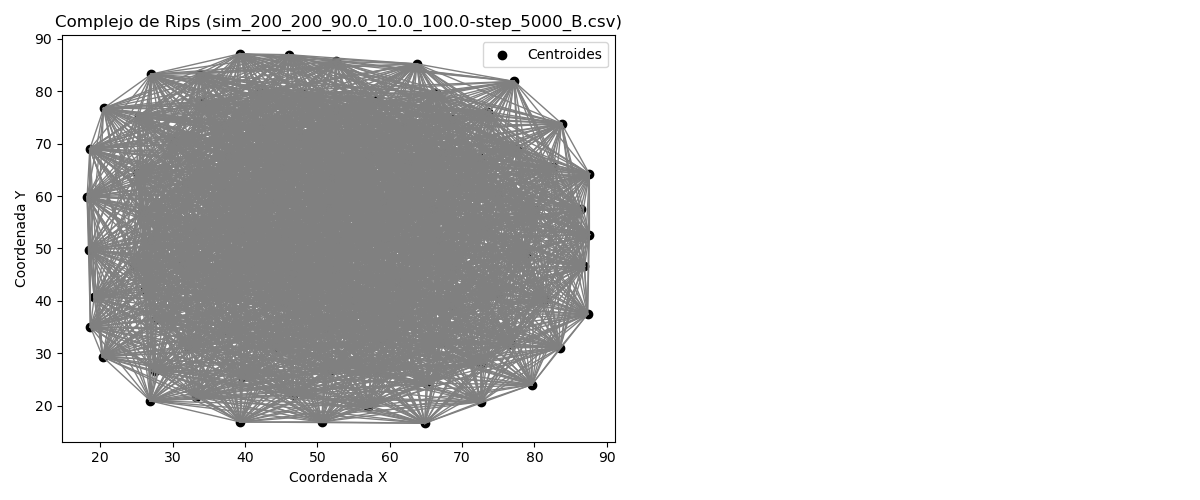 Complejo de Rips (sim_200_200_90.0_10.0_100.0-step_5000_B.csv)
Centroides
90
80
70
60
50
40
30
20
Coordenada Y
20 30 40 50 60 70 80 90
Coordenada X